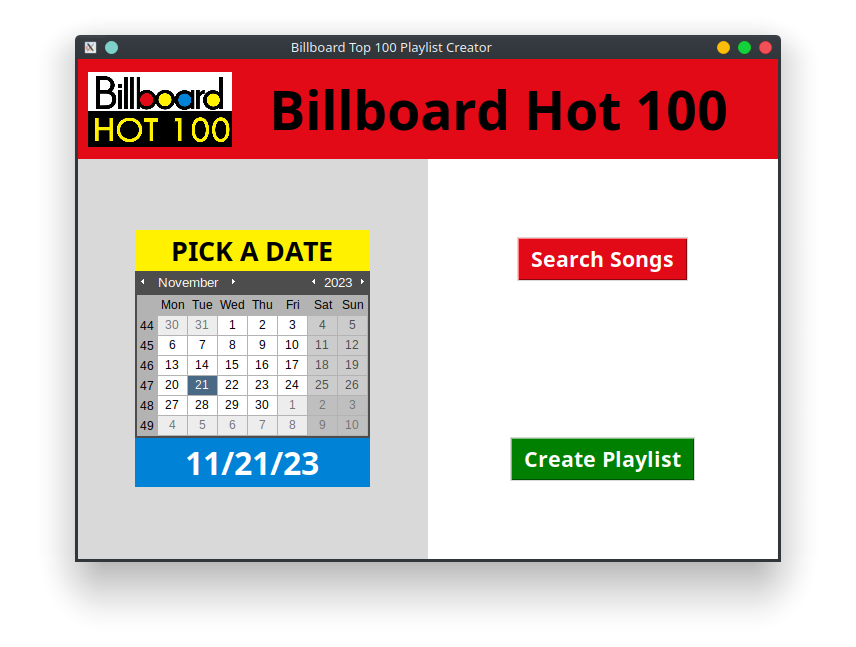 Billboard Top 100 Playlist Creator
Billboard
HOT 100
Billboard Hot 100
PICK A DATE
November 2023
Mon Tue Wed Thu Fri Sat Sun
44 30 31 1 2 3 4 5
45 6 7 8 9 10 11 12
46 13 14 15 16 17 18 19
47 20 21 22 23 24 25 26
48 27 28 29 30 1 2 3
49 4 5 6 7 8 9 10
11/21/23
Search Songs
Create Playlist